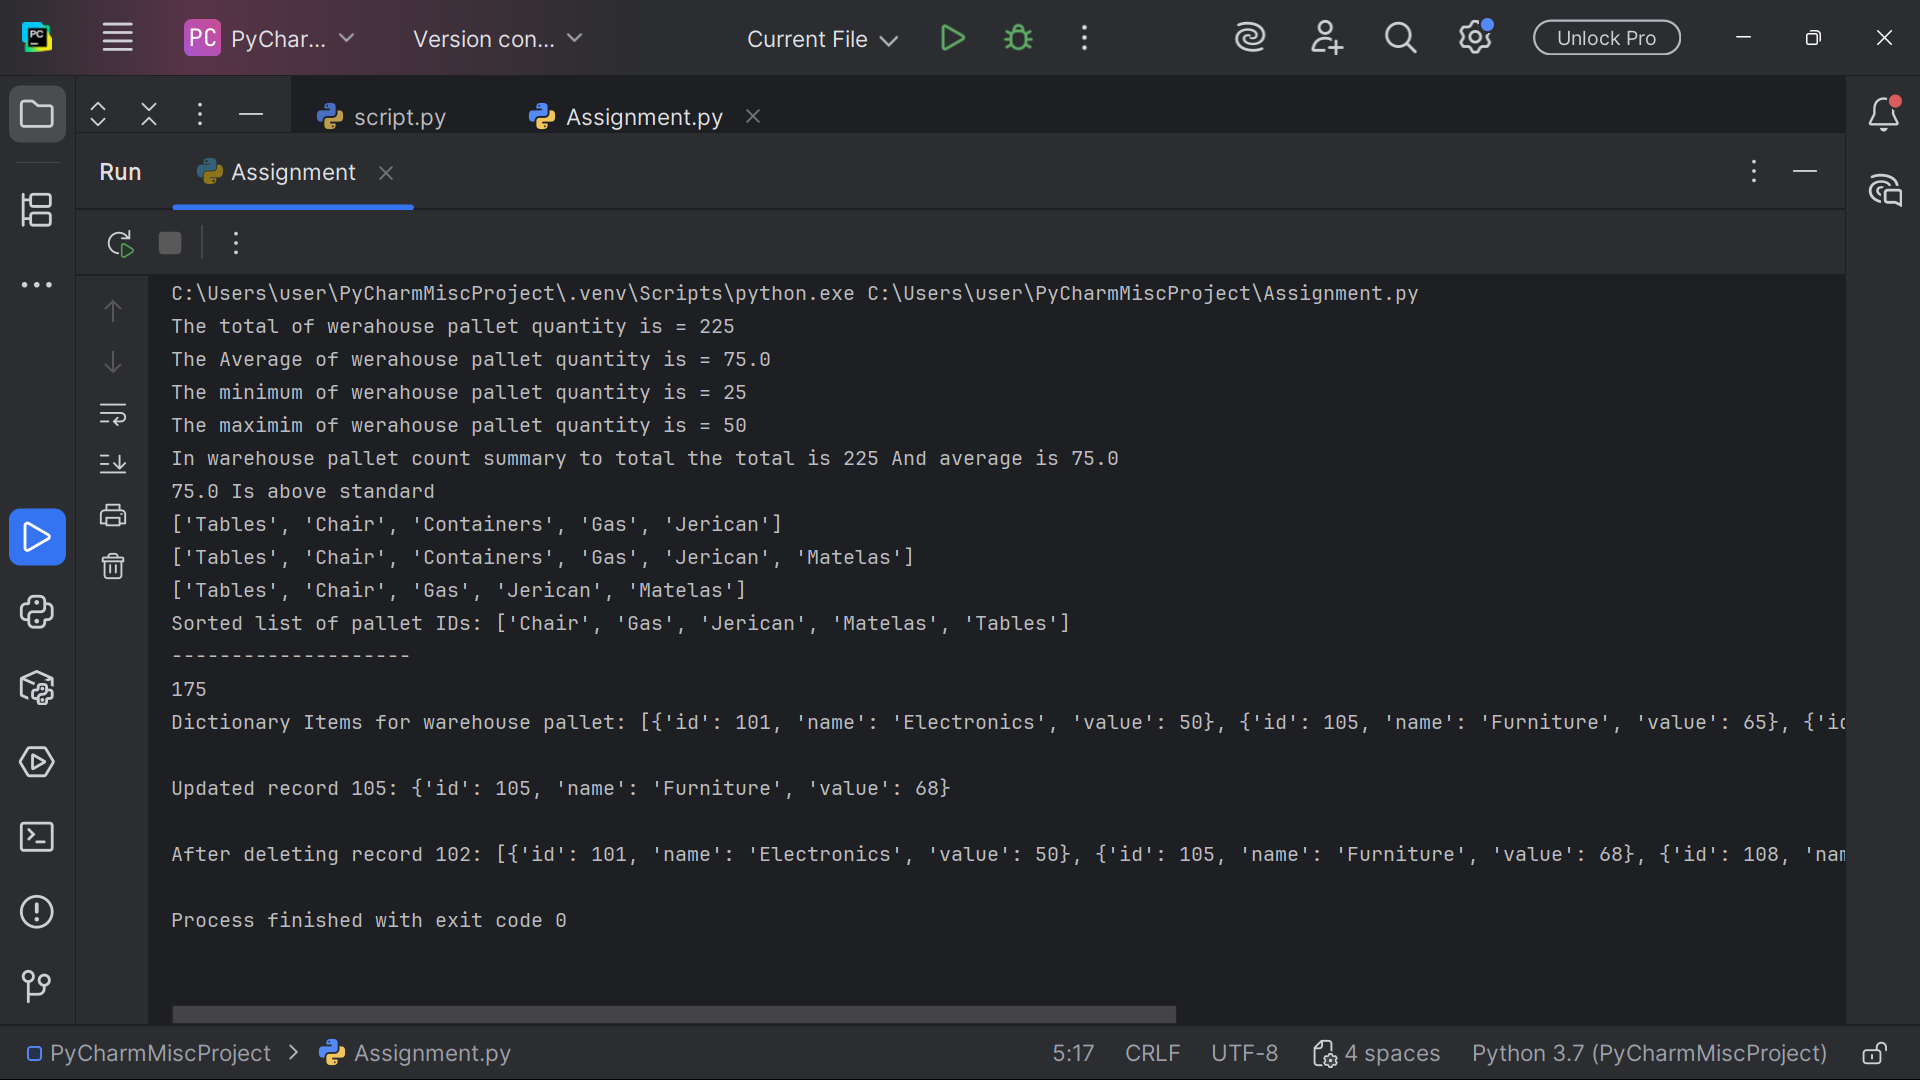 PC PyChar... Version con... Current File Unlock Pro
script.py Assignment.py
Run Assignment
C:\Users\user\PyCharmMiscProject\.venv\Scripts\python.exe C:\Users\user\PyCharmMiscProject\Assignment.py
The total of werahouse pallet quantity is = 225
The Average of werahouse pallet quantity is = 75.0
The minimum of werahouse pallet quantity is = 25
The maximim of werahouse pallet quantity is = 50
In warehouse pallet count summary to total the total is 225 And average is 75.0
75.0 Is above standard
['Tables', 'Chair', 'Containers', 'Gas', 'Jerican']
['Tables', 'Chair', 'Containers', 'Gas', 'Jerican', 'Matelas']
['Tables', 'Chair', 'Gas', 'Jerican', 'Matelas']
Sorted list of pallet IDs: ['Chair', 'Gas', 'Jerican', 'Matelas', 'Tables']
--------------------
175
Dictionary Items for warehouse pallet: [{'id': 101, 'name': 'Electronics', 'value': 50}, {'id': 105, 'name': 'Furniture', 'value': 65}, {'id
Updated record 105: {'id': 105, 'name': 'Furniture', 'value': 68}
After deleting record 102: [{'id': 101, 'name': 'Electronics', 'value': 50}, {'id': 105, 'name': 'Furniture', 'value': 68}, {'id': 108, 'nam
Process finished with exit code 0
PyCharmMiscProject > Assignment.py 5:17 CRLF UTF-8 4 spaces Python 3.7 (PyCharmMiscProject)